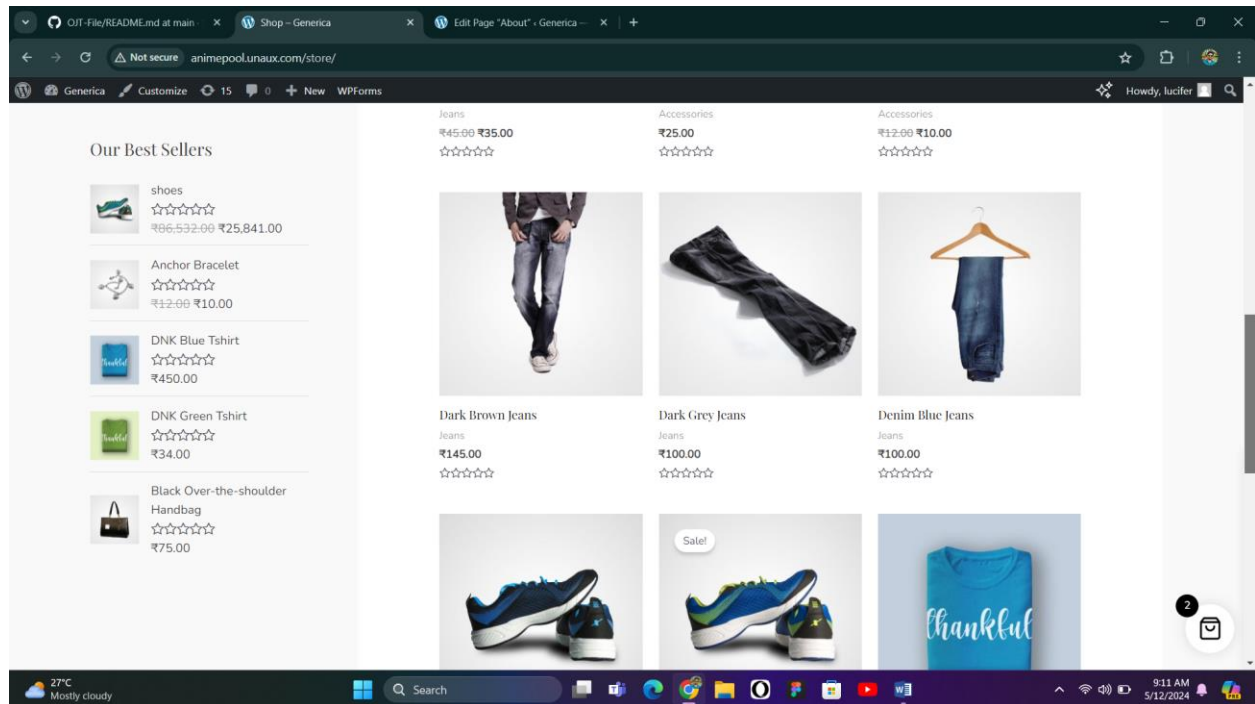 OJT-File/README.md at main
Shop – Generica
Edit Page "About" ‹ Generica —
Not secure animepool.unaux.com/store/
Generica Customize 15 0 New WPForms Howdy, lucifer
Our Best Sellers
shoes
₹86,532.00 ₹25,841.00
Anchor Bracelet
₹12.00 ₹10.00
DNK Blue Tshirt
₹450.00
DNK Green Tshirt
₹34.00
Black Over-the-shoulder
Handbag
₹75.00
Jeans
₹45.00 ₹35.00
Accessories
₹25.00
Accessories
₹12.00 ₹10.00
Dark Brown Jeans
Jeans
₹145.00
Dark Grey Jeans
Jeans
₹100.00
Denim Blue Jeans
Jeans
₹100.00
Sale!
thankful
2
27°C
Mostly cloudy
Search
9:11 AM
5/12/2024